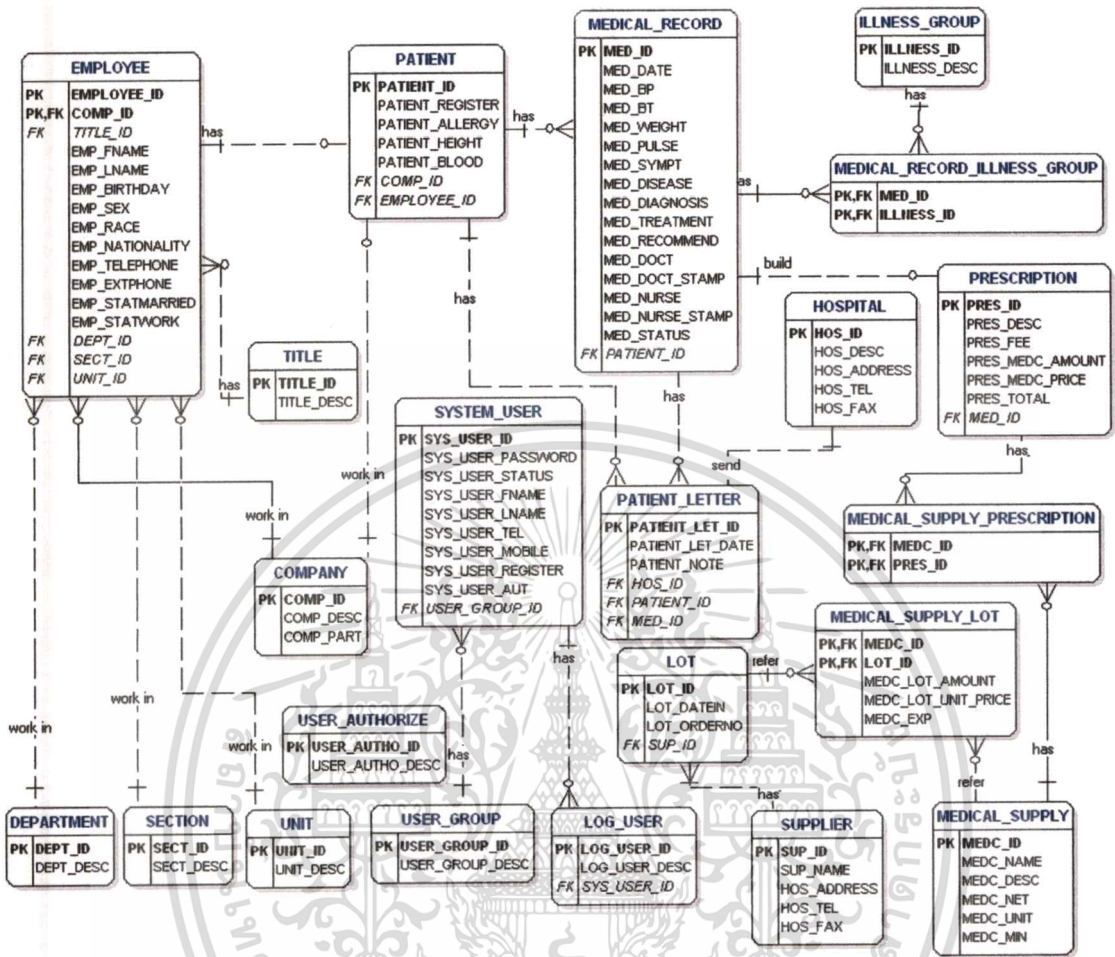 EMPLOYEE
PK EMPLOYEE_ID
PK,FK COMP_ID
FK TITLE_ID
EMP_FNAME
EMP_LNAME
EMP_BIRTHDAY
EMP_SEX
EMP_RACE
EMP_NATIONALITY
EMP_TELEPHONE
EMP_EXTPHONE
EMP_STATMARRIED
EMP_STATWORK
FK DEPT_ID
FK SECT_ID
FK UNIT_ID
has
PATIENT
PK PATIENT_ID
PATIENT_REGISTER
PATIENT_ALLERGY
PATIENT_HEIGHT
PATIENT_BLOOD
FK COMP_ID
FK EMPLOYEE_ID
has
MEDICAL_RECORD
PK MED_ID
MED_DATE
MED_BP
MED_BT
MED_WEIGHT
MED_PULSE
MED_SYMPT
MED_DISEASE
MED_DIAGNOSIS
MED_TREATMENT
MED_RECOMMEND
MED_DOCT
MED_DOCT_STAMP
MED_NURSE
MED_NURSE_STAMP
MED_STATUS
FK PATIENT_ID
ILLNESS_GROUP
PK ILLNESS_ID
ILLNESS_DESC
has
MEDICAL_RECORD_ILLNESS_GROUP
PK,FK MED_ID
PK,FK ILLNESS_ID
as
build
PRESCRIPTION
PK PRES_ID
PRES_DESC
PRES_FEE
PRES_MEDC_AMOUNT
PRES_MEDC_PRICE
PRES_TOTAL
FK MED_ID
has
HOSPITAL
PK HOS_ID
HOS_DESC
HOS_ADDRESS
HOS_TEL
HOS_FAX
send
has
has
TITLE
PK TITLE_ID
TITLE_DESC
has
SYSTEM_USER
PK SYS_USER_ID
SYS_USER_PASSWORD
SYS_USER_STATUS
SYS_USER_FNAME
SYS_USER_LNAME
SYS_USER_TEL
SYS_USER_MOBILE
SYS_USER_REGISTER
SYS_USER_AUT
FK USER_GROUP_ID
work in
work in
PATIENT_LETTER
PK PATIENT_LET_ID
PATIENT_LET_DATE
PATIENT_NOTE
FK HOS_ID
FK PATIENT_ID
FK MED_ID
MEDICAL_SUPPLY_PRESCRIPTION
PK,FK MEDC_ID
PK,FK PRES_ID
COMPANY
PK COMP_ID
COMP_DESC
COMP_PART
MEDICAL_SUPPLY_LOT
PK,FK MEDC_ID
PK,FK LOT_ID
MEDC_LOT_AMOUNT
MEDC_LOT_UNIT_PRICE
MEDC_EXP
LOT
PK LOT_ID
LOT_DATEIN
LOT_ORDERNO
FK SUP_ID
refer
has
has
work in
work in
work in
USER_AUTHORIZE
PK USER_AUTHO_ID
USER_AUTHO_DESC
has
has
refer
DEPARTMENT
PK DEPT_ID
DEPT_DESC
SECTION
PK SECT_ID
SECT_DESC
UNIT
PK UNIT_ID
UNIT_DESC
USER_GROUP
PK USER_GROUP_ID
USER_GROUP_DESC
LOG_USER
PK LOG_USER_ID
LOG_USER_DESC
FK SYS_USER_ID
SUPPLIER
PK SUP_ID
SUP_NAME
HOS_ADDRESS
HOS_TEL
HOS_FAX
MEDICAL_SUPPLY
PK MEDC_ID
MEDC_NAME
MEDC_DESC
MEDC_NET
MEDC_UNIT
MEDC_MIN